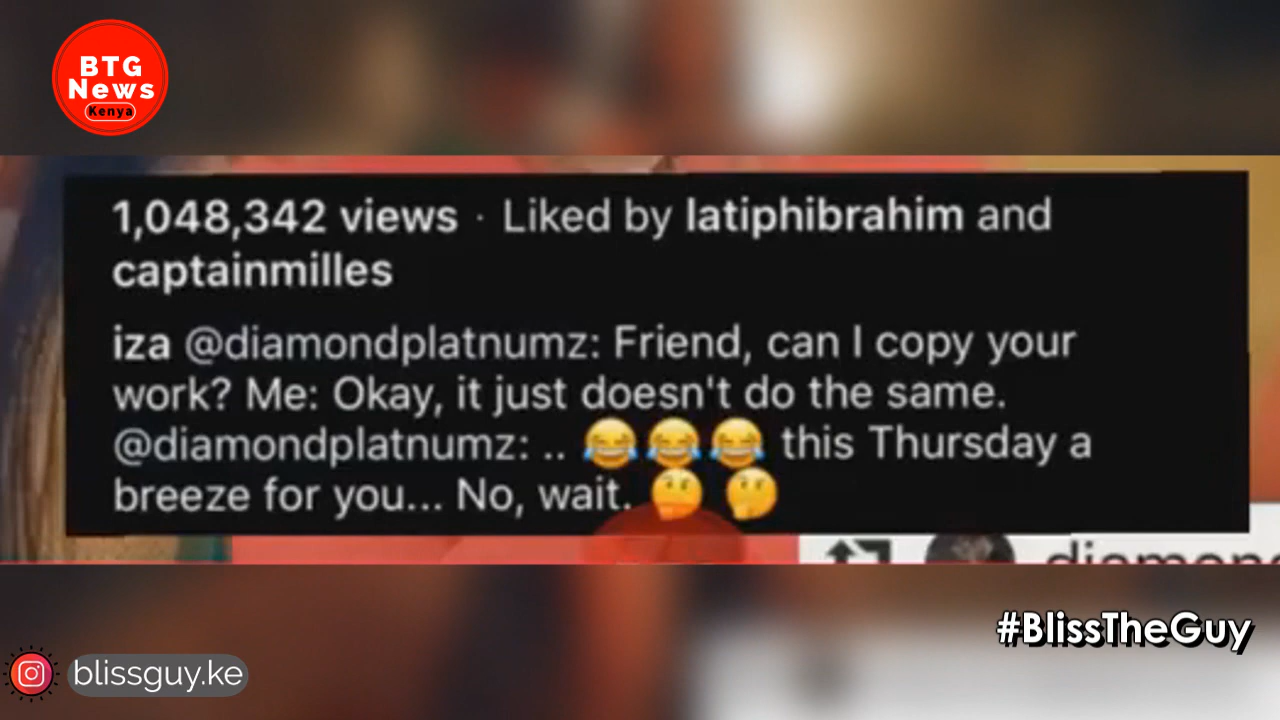 BTG
News
Kenya
1,048,342 views · Liked by latiphibrahim and
captainmilles
iza @diamondplatnumz: Friend, can I copy your
work? Me: Okay, it just doesn't do the same.
@diamondplatnumz: .. 😂😂😂 this Thursday a
breeze for you... No, wait. 🤔 🤔
#BlissTheGuy
blissguy.ke